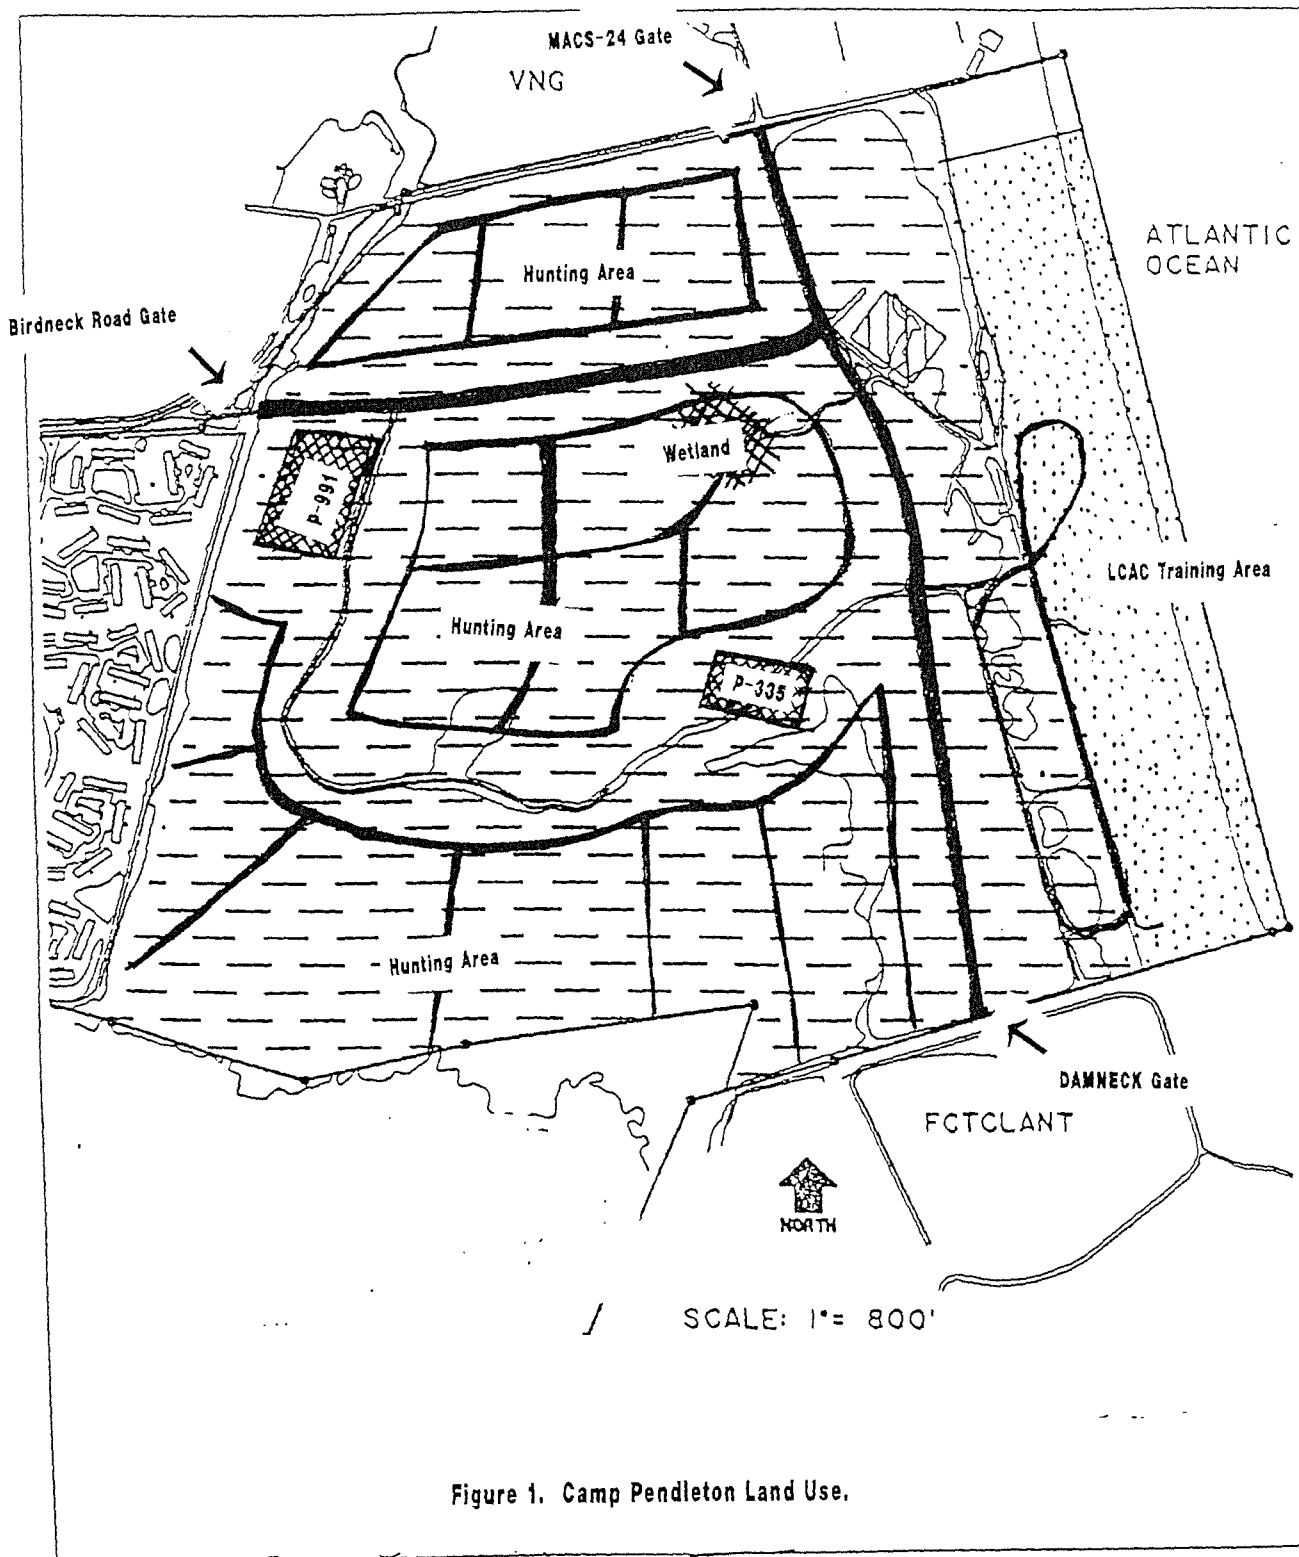 MACS-24 Gate
VNG
ATLANTIC
OCEAN
Hunting Area
Birdneck Road Gate
Wetland
P-991
LCAC Training Area
Hunting Area
P-335
Hunting Area
DAMNECK Gate
FCTCLANT
NORTH
SCALE: 1"= 800'
Figure 1. Camp Pendleton Land Use.